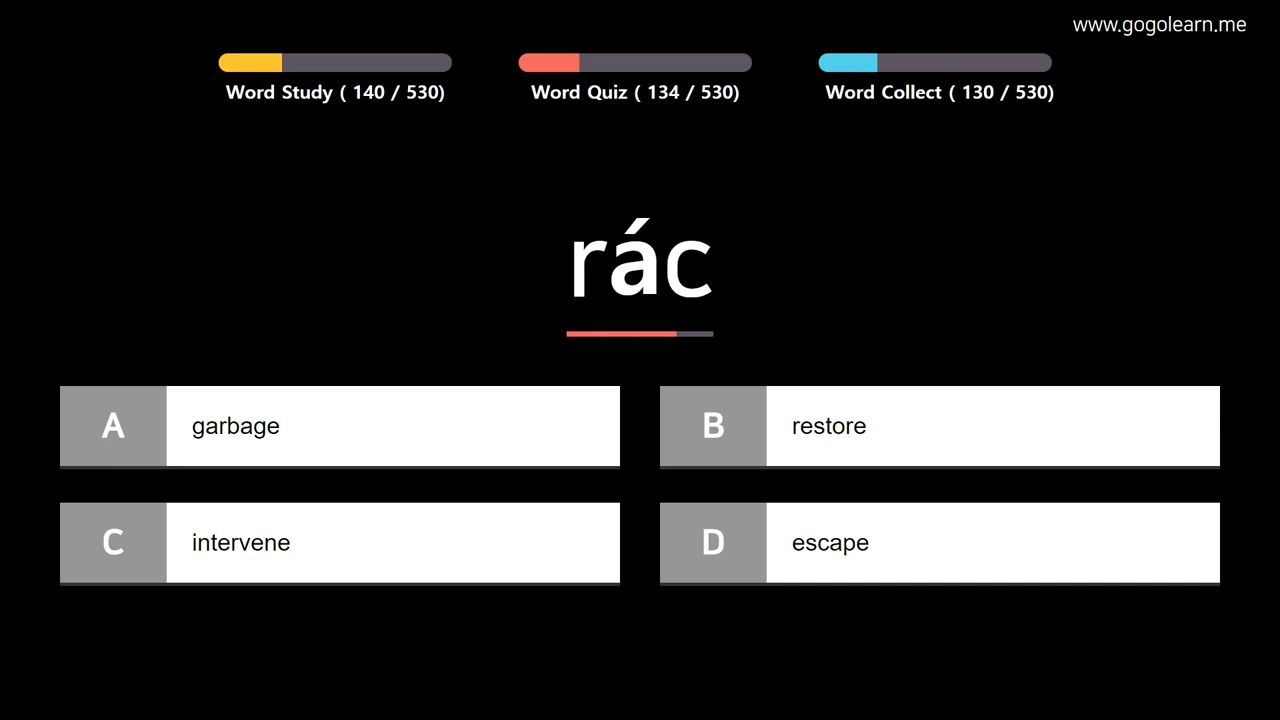 www.gogolearn.me
Word Study ( 140 / 530)
Word Quiz ( 134 / 530)
Word Collect ( 130 / 530)
rác
A garbage
B restore
C intervene
D escape